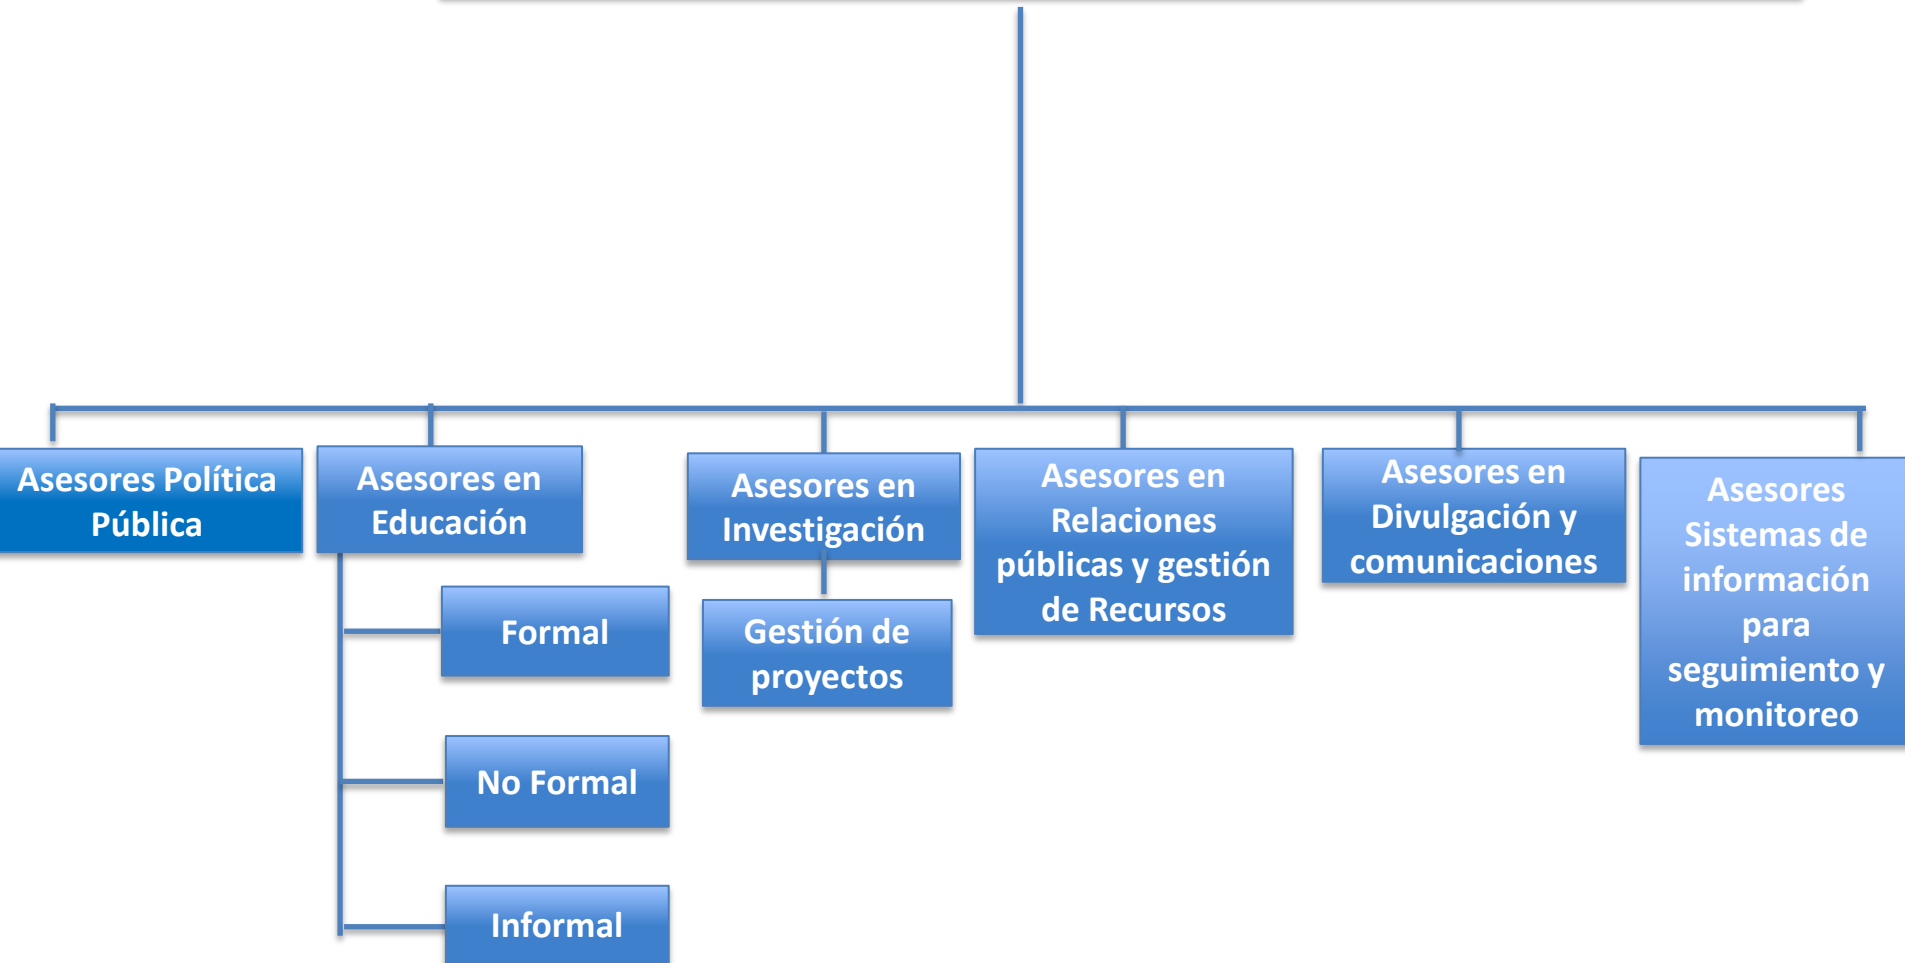 Asesores Política
Pública
Asesores en
Educación
Formal
No Formal
Informal
Asesores en
Investigación
Gestión de
proyectos
Asesores en
Relaciones
públicas y gestión
de Recursos
Asesores en
Divulgación y
comunicaciones
Asesores
Sistemas de
información
para
seguimiento y
monitoreo